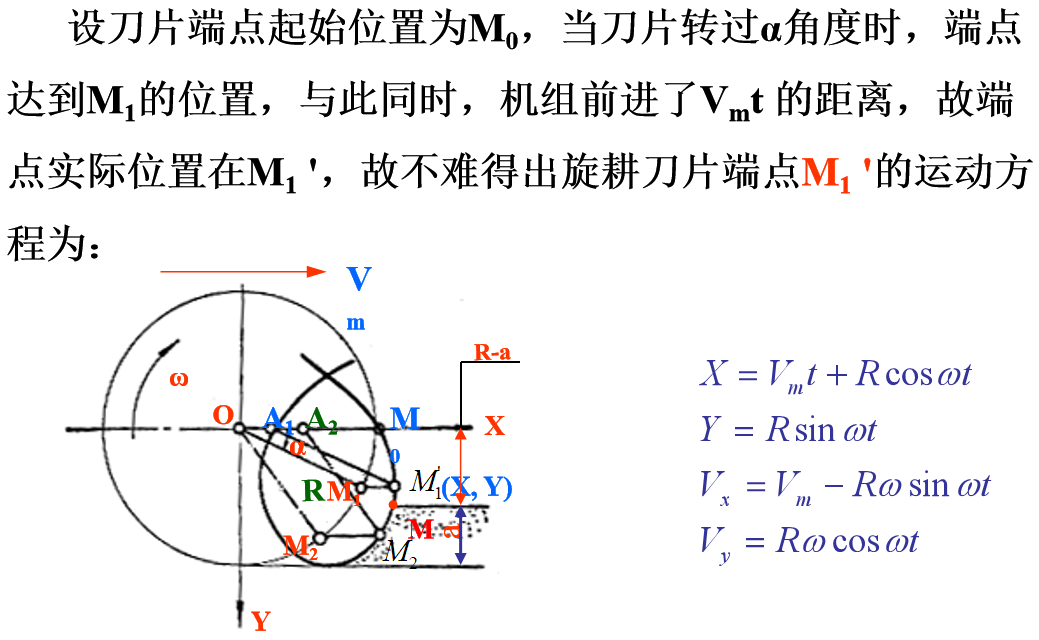 设刀片端点起始位置为M₀，当刀片转过α角度时，端点
达到M₁的位置，与此同时，机组前进了Vₘt 的距离，故端
点实际位置在M₁ '，故不难得出旋耕刀片端点M₁ '的运动方
程为：
V
m
R-a
ω
O
A₁
A₂
M
0
X
α
R
M₁
M₁'
(X, Y)
M
a
M₂
M₂'
Y
X = Vₘt + R cos ωt
Y = R sin ωt
Vₓ = Vₘ − Rω sin ωt
V_y = Rω cos ωt